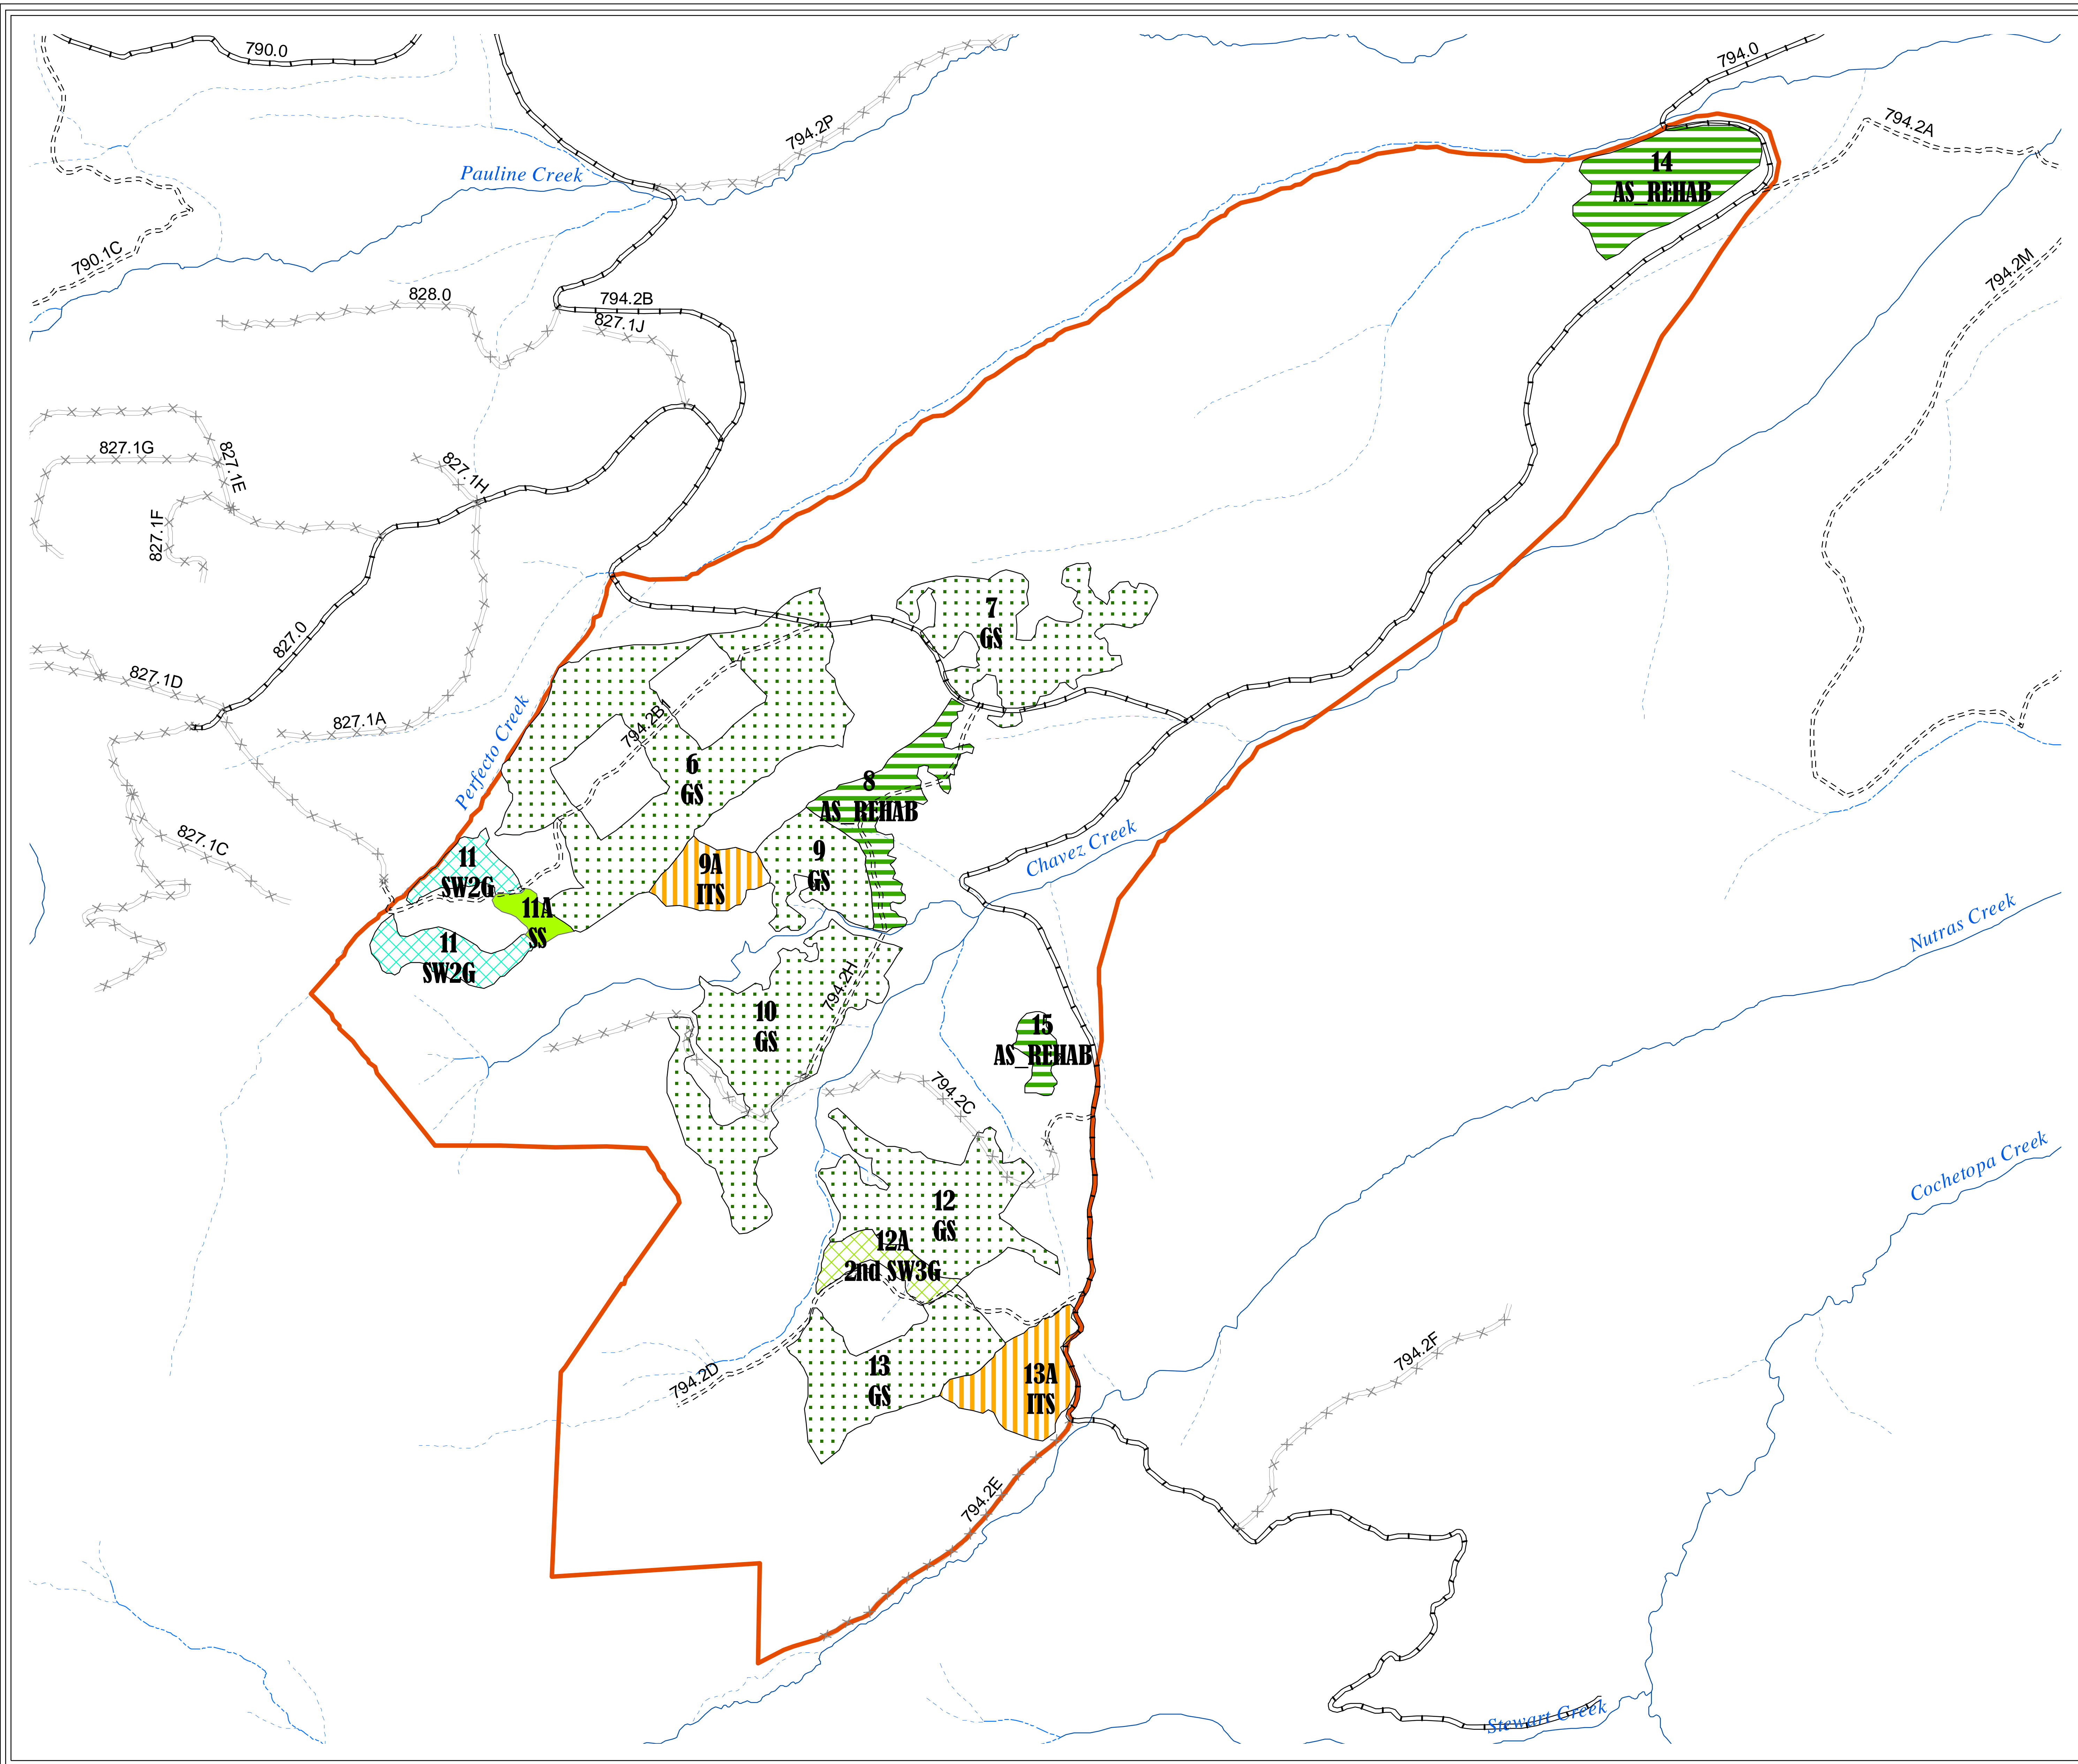 790.0
794.0
794.2P
794.2A
Pauline Creek
14
AS_REHAB
790.1C
794.2M
828.0
794.2B
827.1J
827.1G
827.1E
827.1H
827.1F
7
GS
827.0
827.1D
827.1A
Perfecto Creek
794.2B1
6
GS
8
AS_REHAB
827.1C
Chavez Creek
11
SW2G
9A
ITS
9
GS
11A
SS
11
SW2G
Nutras Creek
794.2H
10
GS
15
AS_REHAB
794.2C
Cochetopa Creek
12
GS
12A
2nd SW3G
794.2F
794.2D
13
GS
13A
ITS
794.2E
Stewart Creek